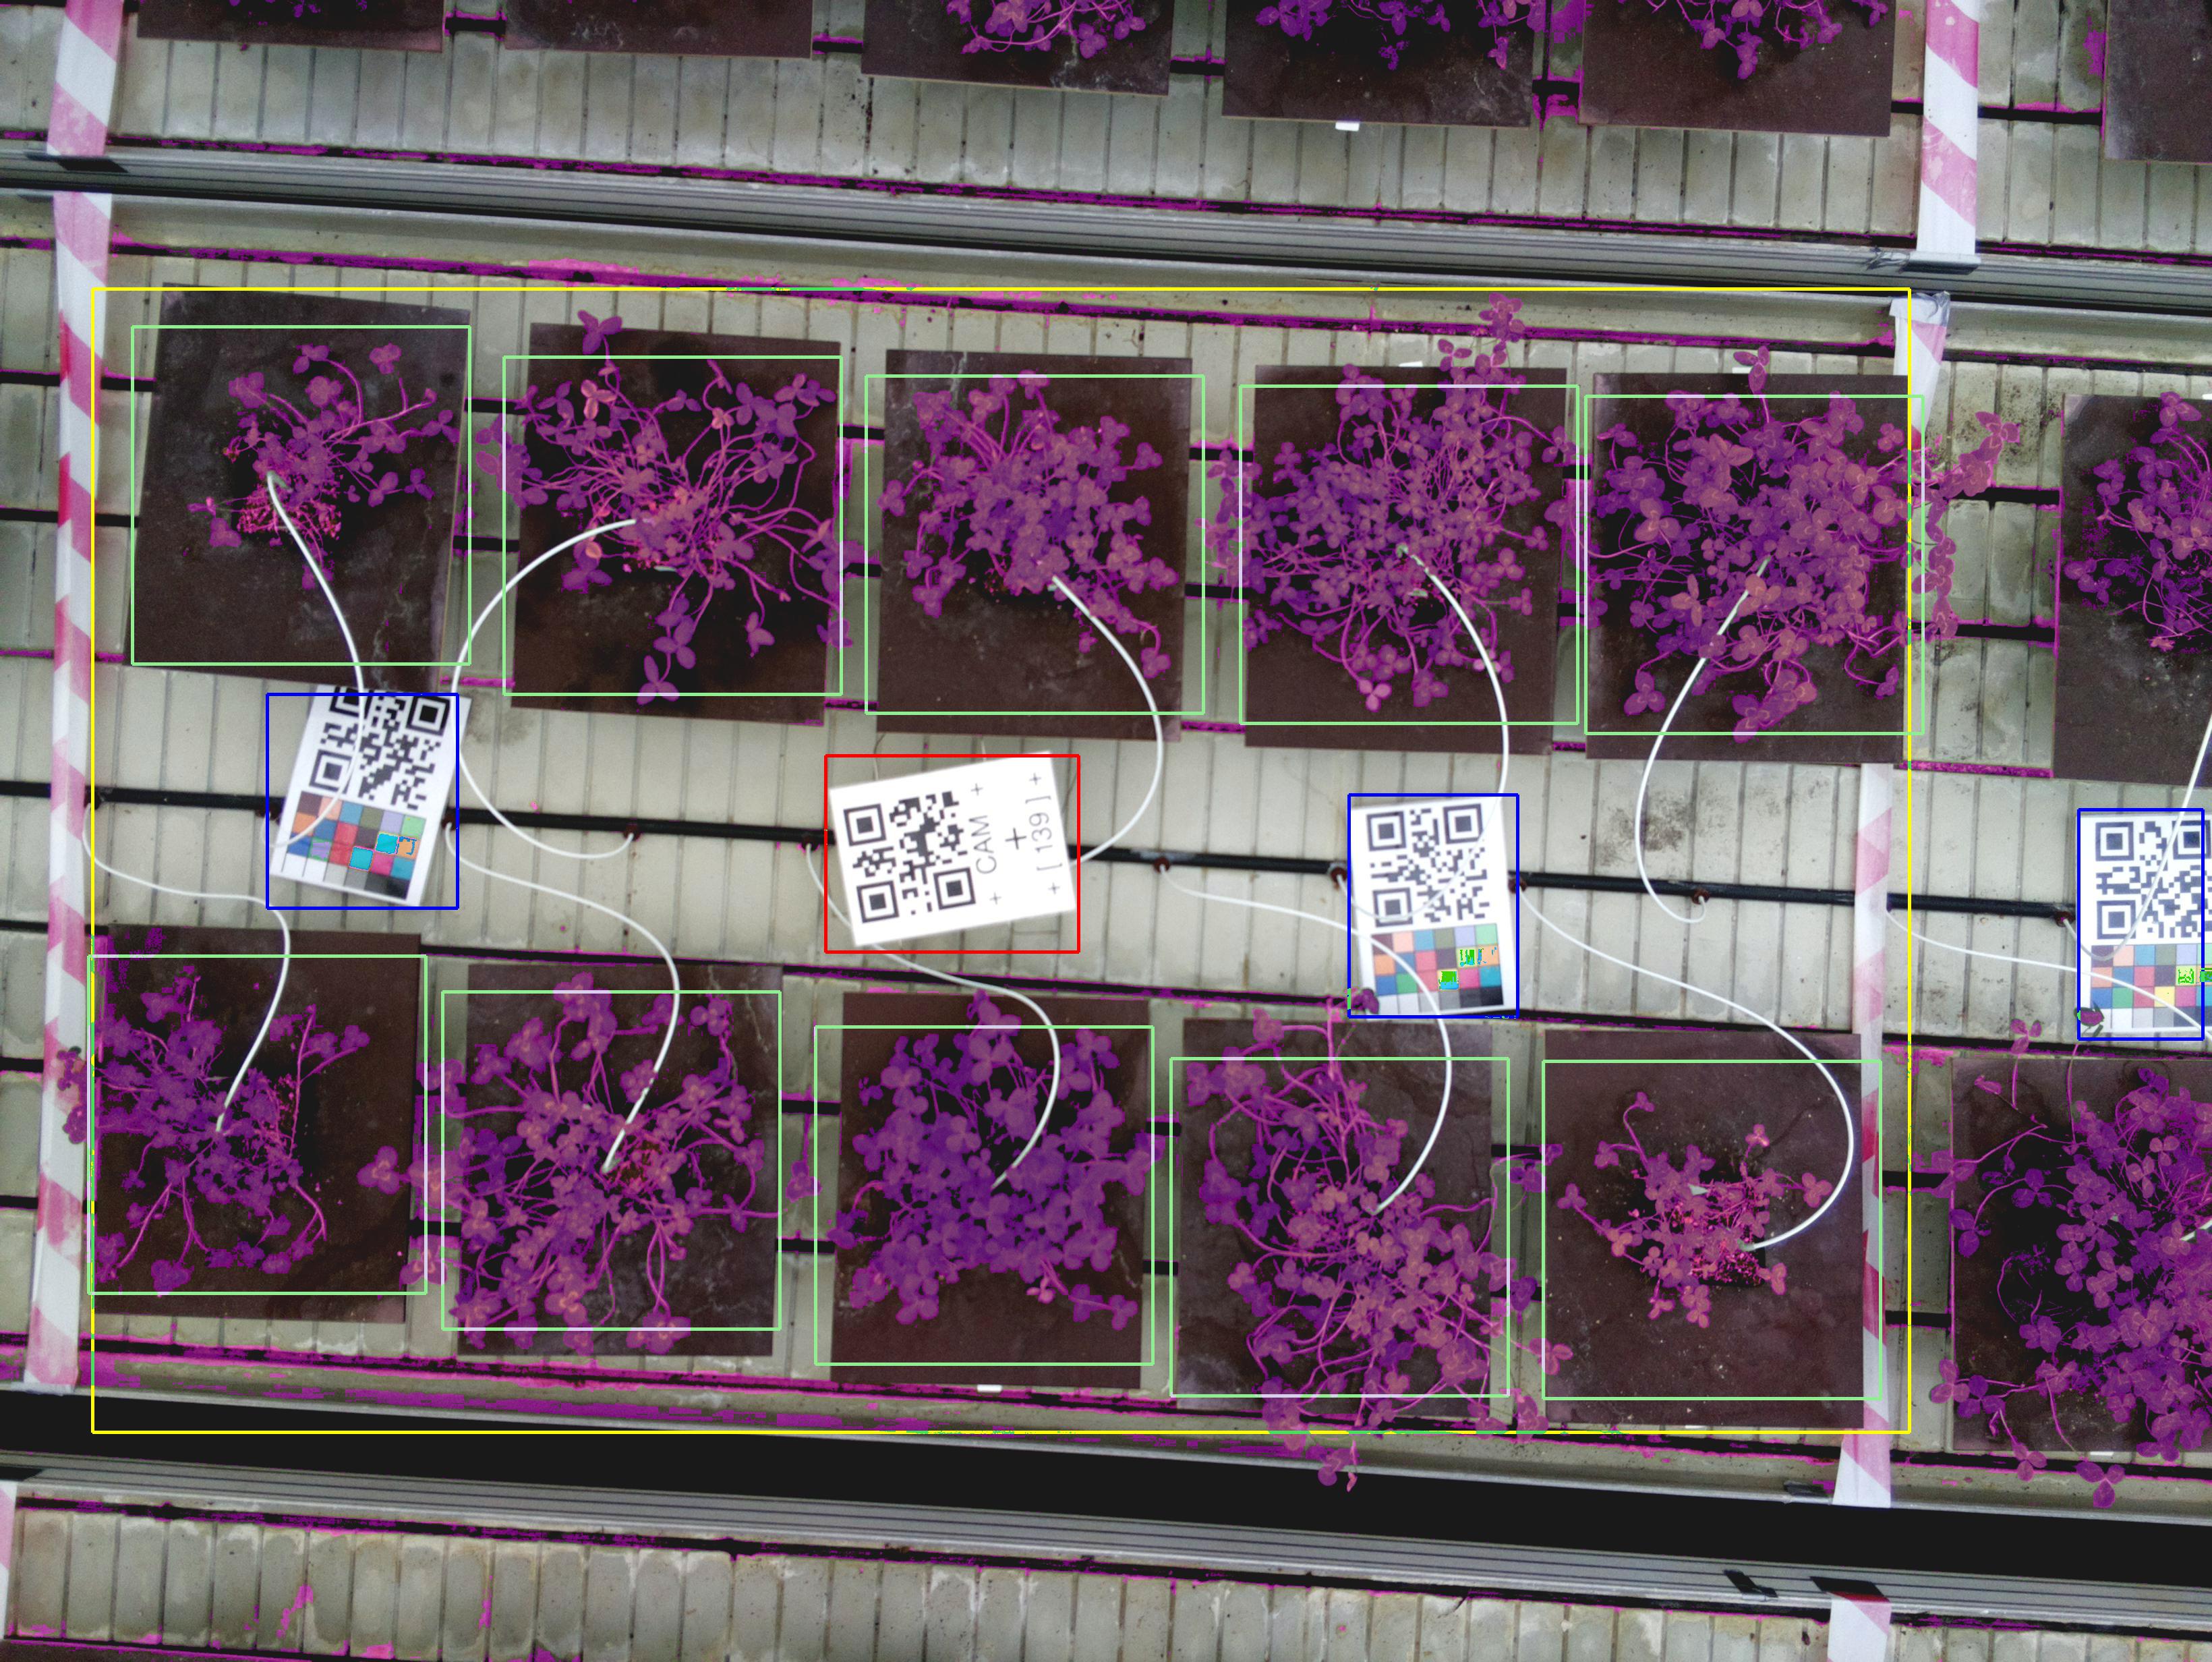 + CAM +
+
+ [ 139 ] +